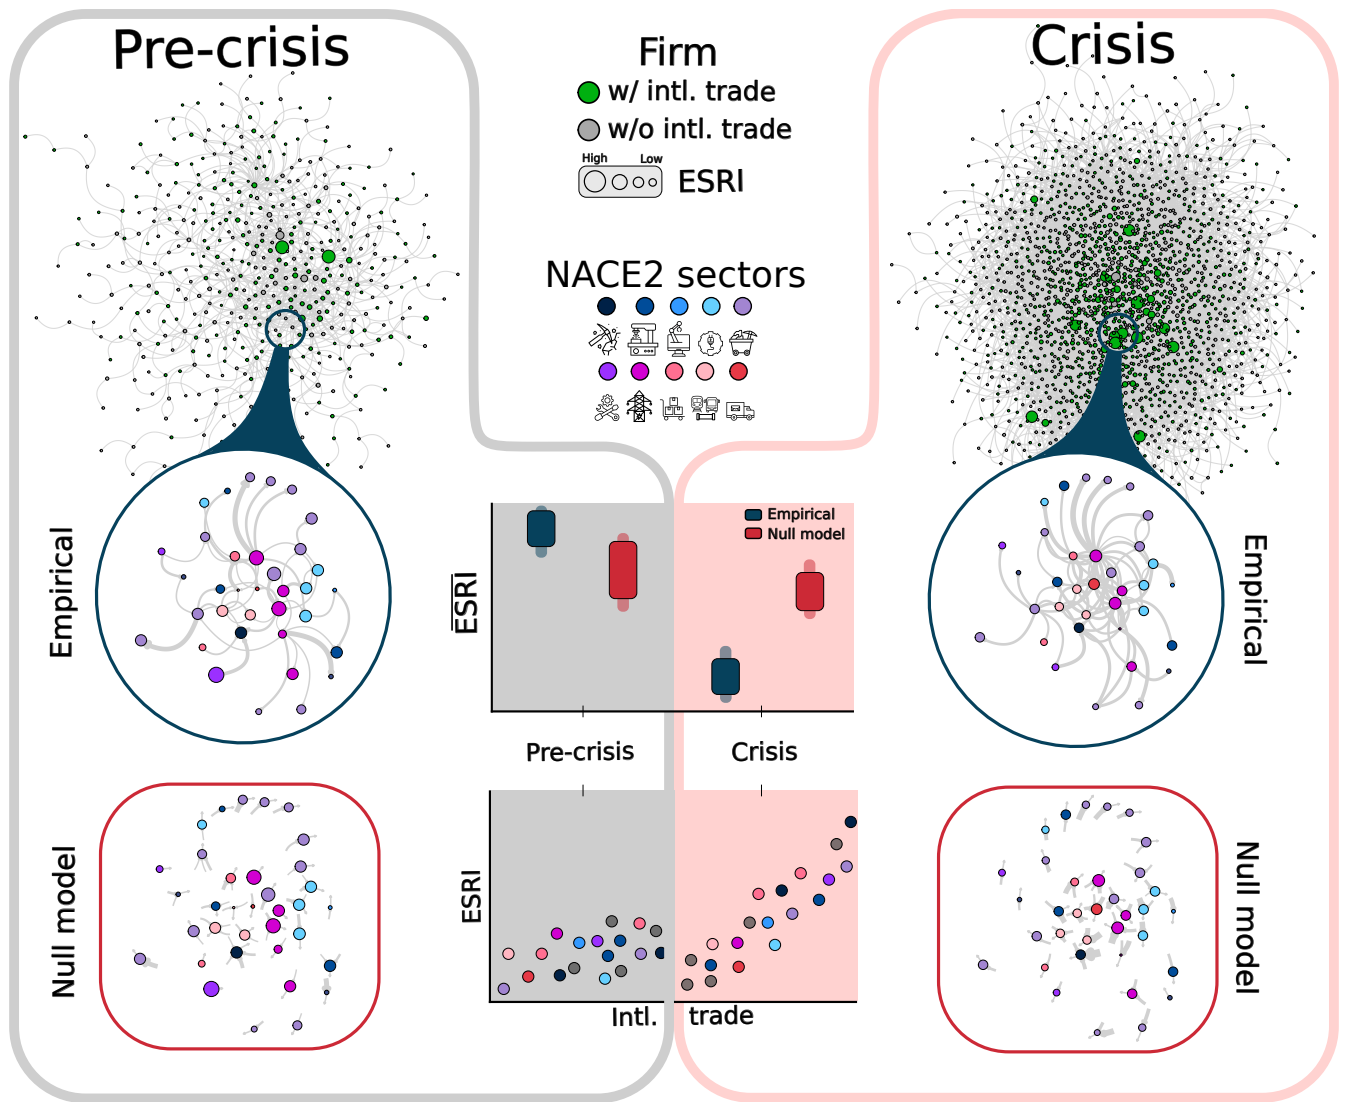 Pre-crisis
Crisis
Firm
w/ intl. trade
w/o intl. trade
High Low
ESRI
NACE2 sectors
Empirical
ESRI
Empirical
Null model
Pre-crisis
Crisis
Empirical
Null model
ESRI
Intl. trade
Null model